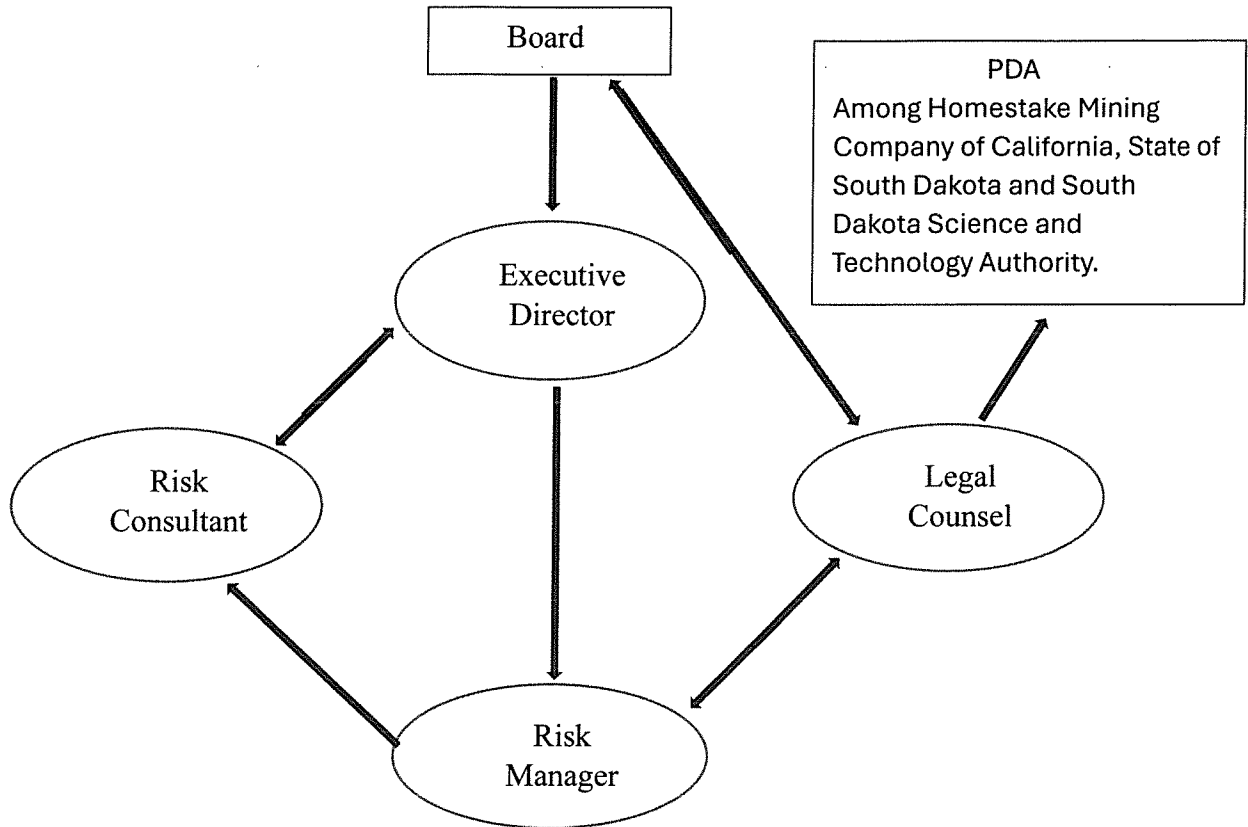 Board
PDA
Among Homestake Mining
Company of California, State of
South Dakota and South
Dakota Science and
Technology Authority.
Executive
Director
Risk
Consultant
Legal
Counsel
Risk
Manager